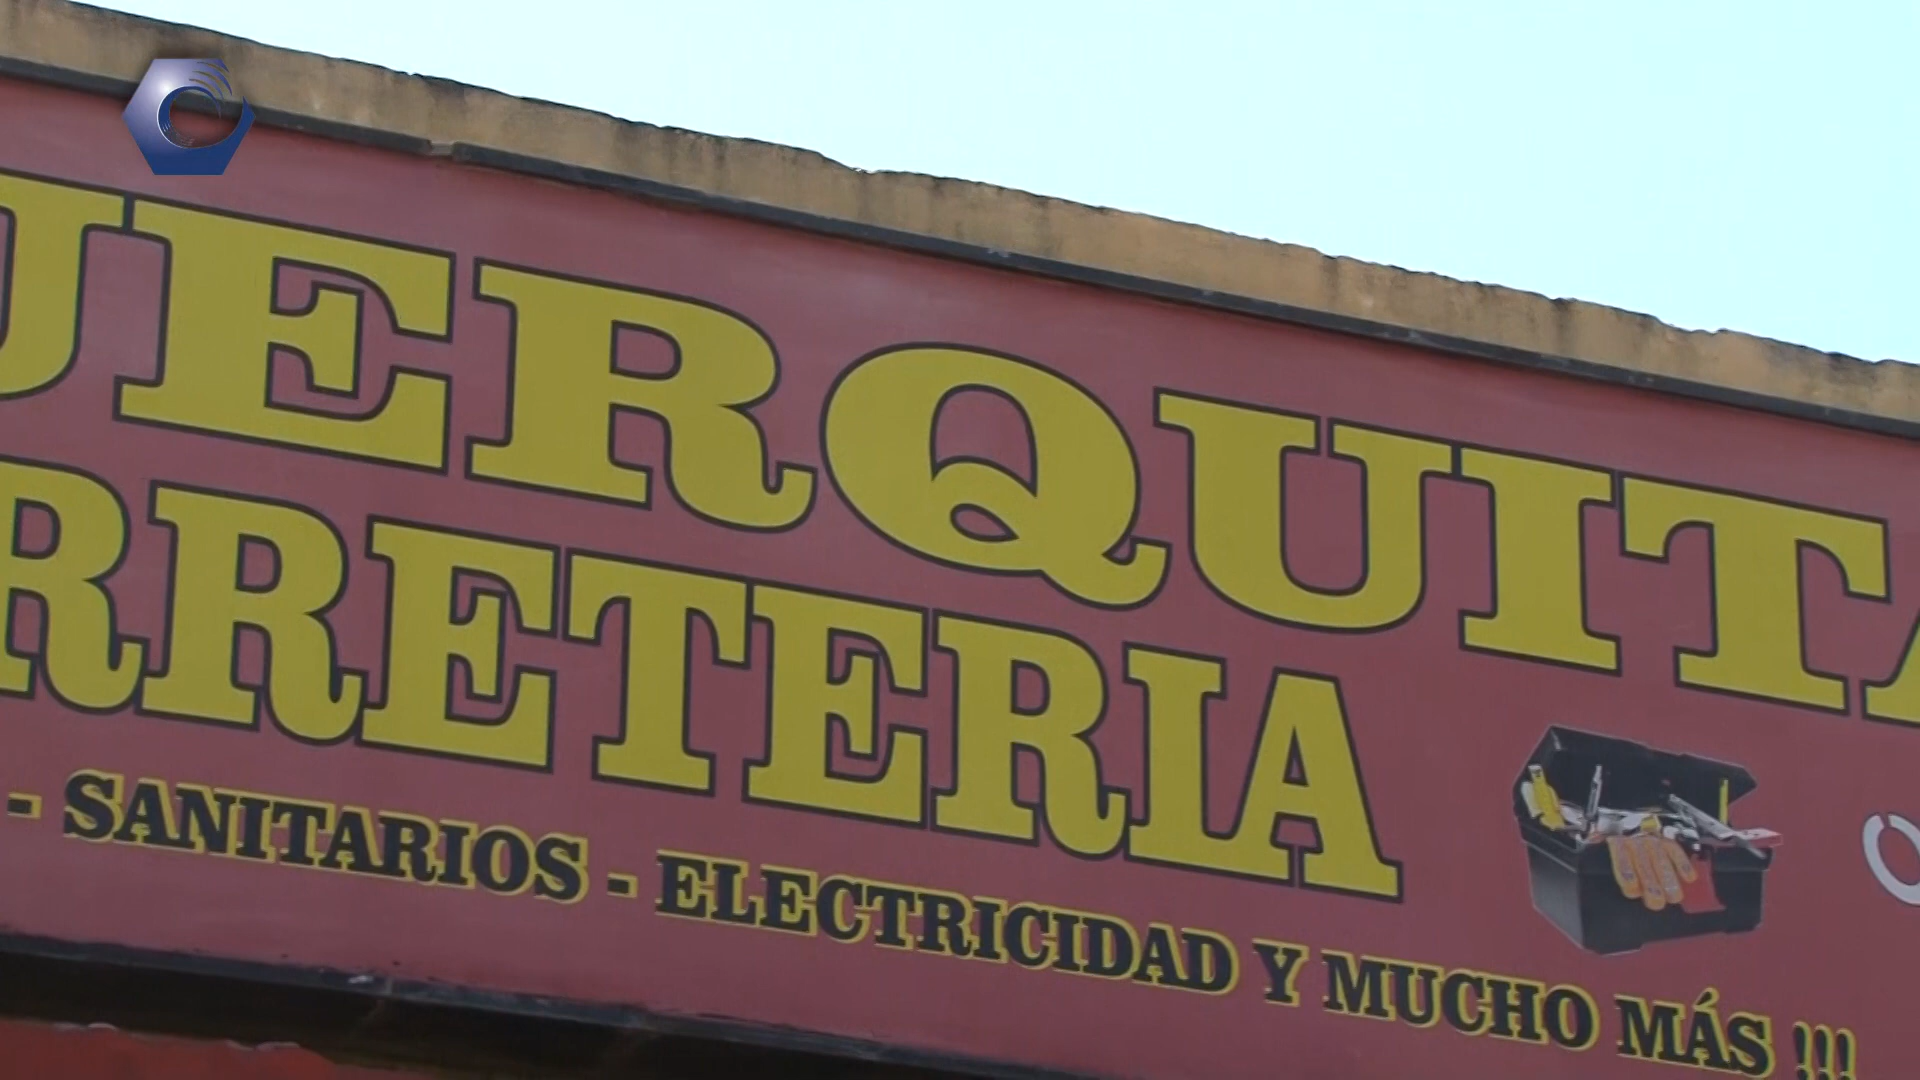 UERQUITA
RRETERIA
- SANITARIOS - ELECTRICIDAD Y MUCHO MÁS !!!